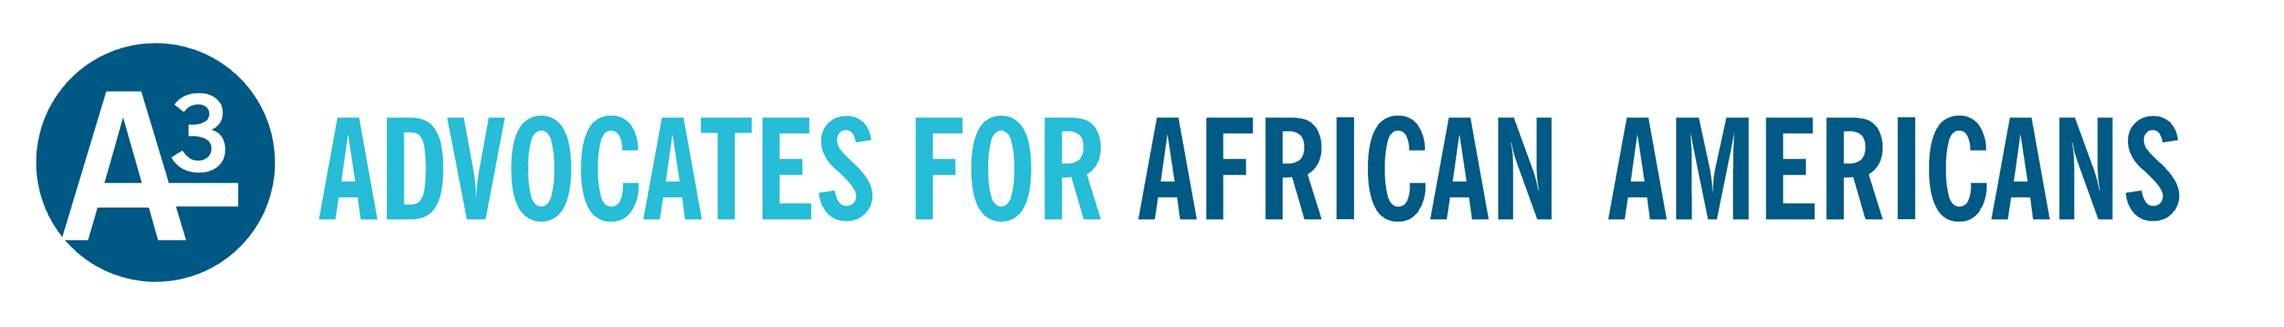 A³ ADVOCATES FOR AFRICAN AMERICANS